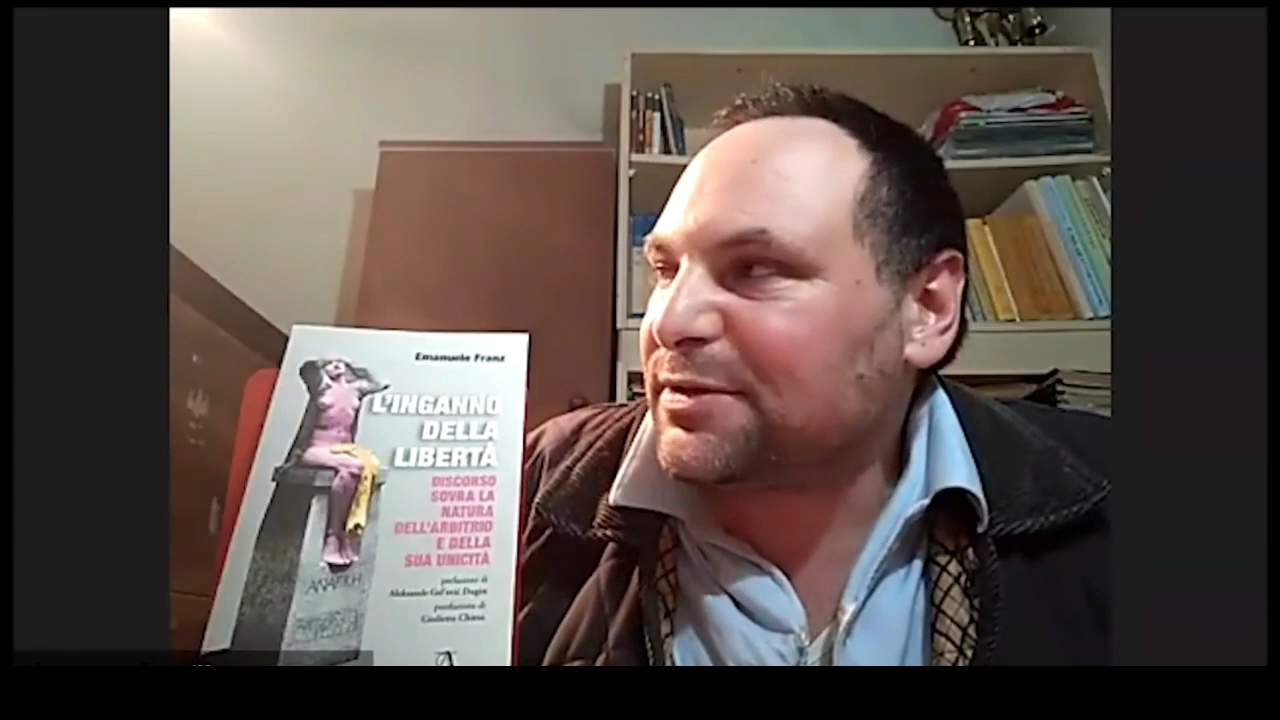 Emanuele Franz
L'INGANNO
DELLA
LIBERTÀ
DISCORSO
SOVRA LA
NATURA
DELL'ARBITRIO
E DELLA
SUA UNICITÀ
prefazione di
Aleksandr Gel'evič Dugin
postfazione di
Giulietto Chiesa
ΑΝΑΓΚΗ